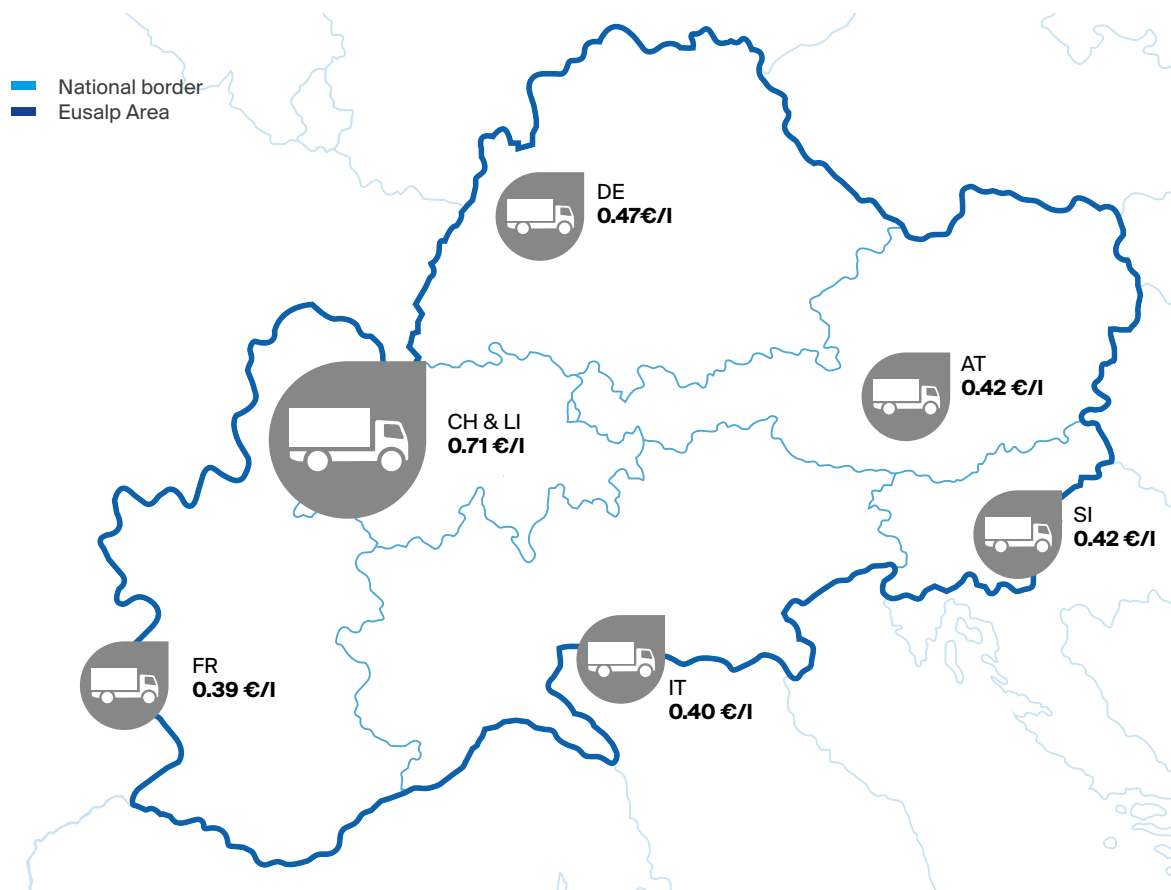 National border
Eusalp Area
DE
0.47€/l
AT
0.42 €/l
CH & LI
0.71 €/l
SI
0.42 €/l
FR
0.39 €/l
IT
0.40 €/l